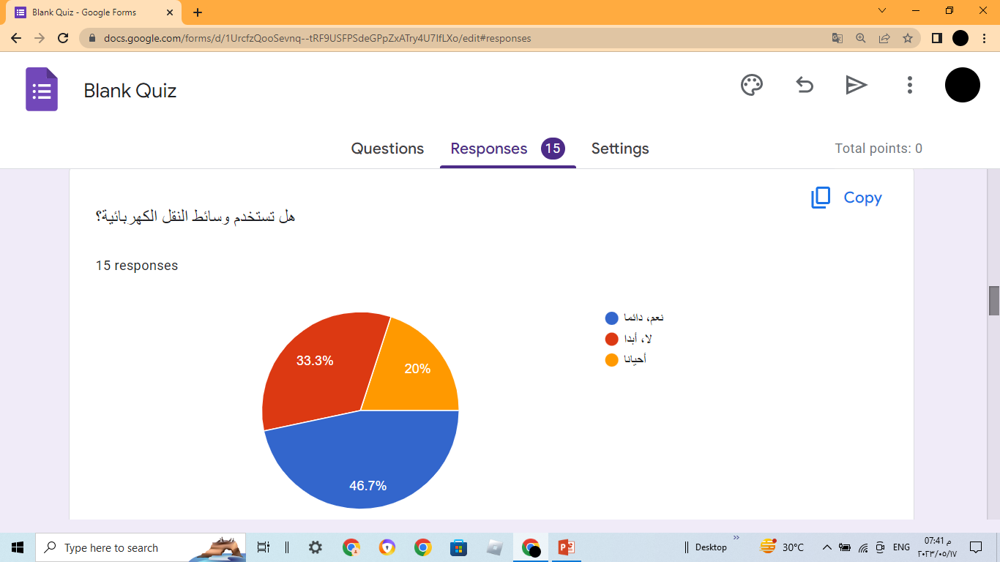 Blank Quiz - Google Forms
docs.google.com/forms/d/1UrcfzQooSevnq--tRF9USFPSdeGPpZxATry4U7lfLXo/edit#responses
Blank Quiz
Questions
Responses 15
Settings
Total points: 0
Copy
هل تستخدم وسائط النقل الكهربائية؟
15 responses
نعم، دائما
لا، أبدا
أحيانا
33.3%
20%
46.7%
Type here to search
Desktop
30°C
ENG
07:41 م
٢٠٢٣/٠٥/١٧